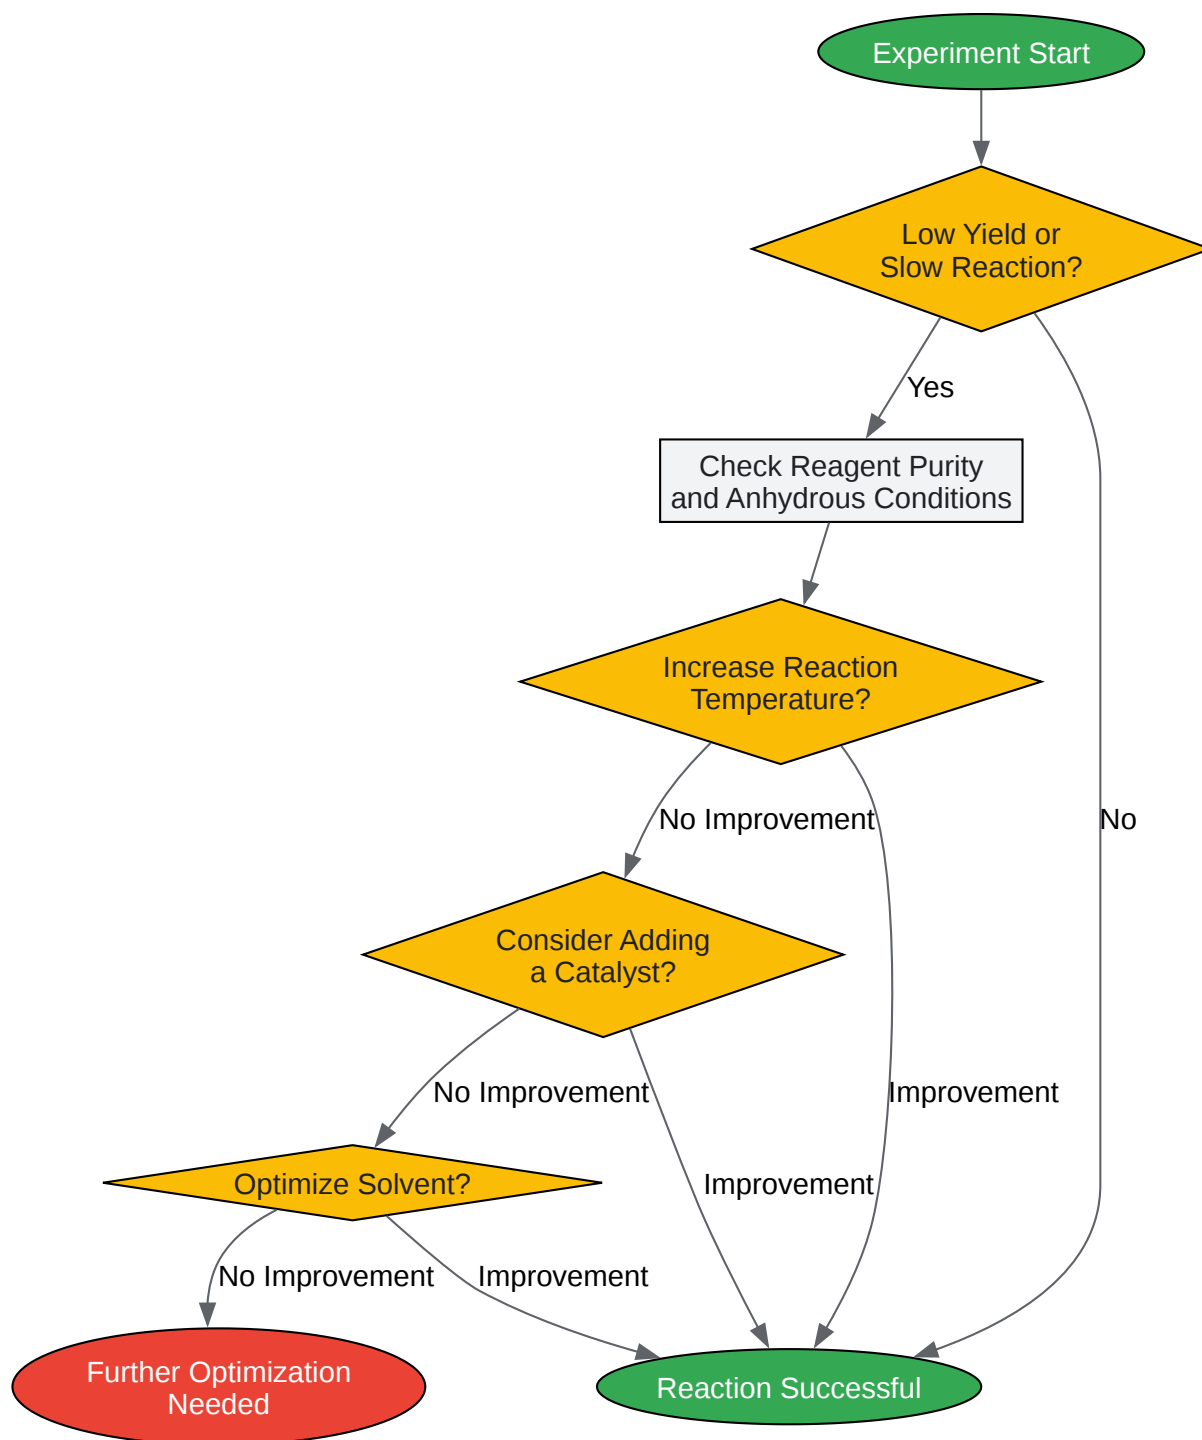 Experiment Start
Low Yield or
Slow Reaction?
Yes
Check Reagent Purity
and Anhydrous Conditions
Increase Reaction
Temperature?
No Improvement
No
Consider Adding
a Catalyst?
No Improvement
Improvement
Optimize Solvent?
Improvement
No Improvement
Improvement
Further Optimization
Needed
Reaction Successful